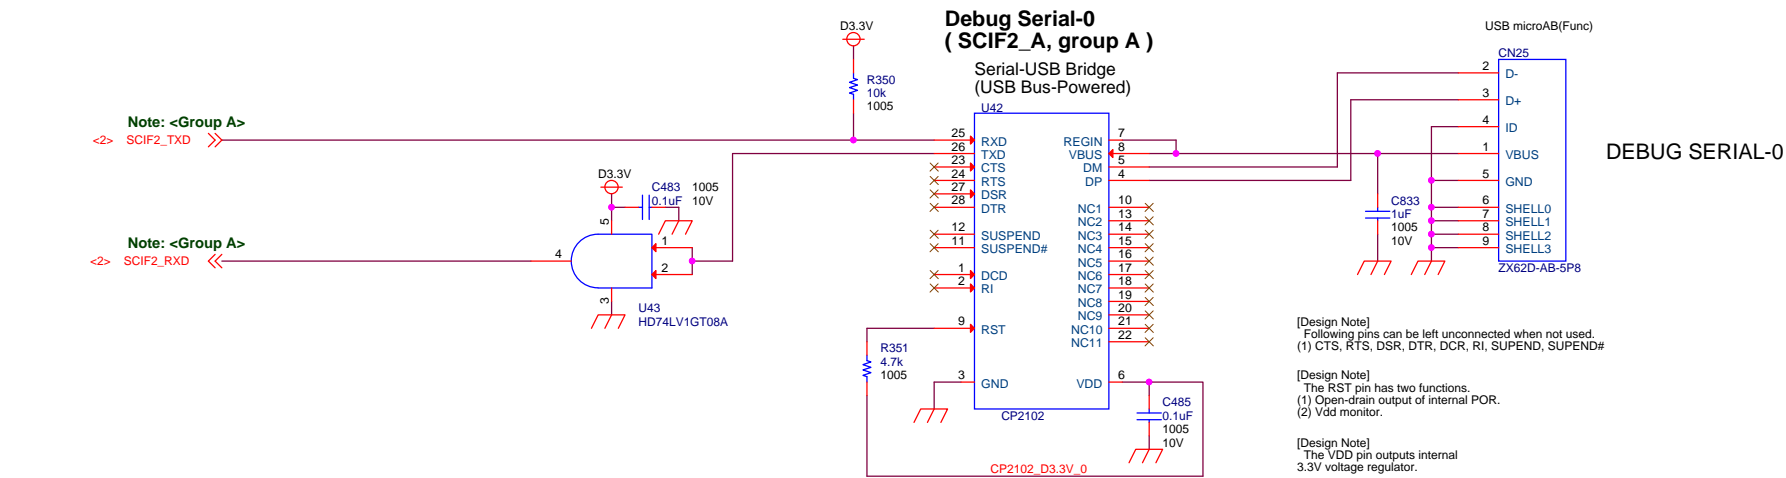 Debug Serial-0
( SCIF2_A, group A )
Serial-USB Bridge
(USB Bus-Powered)
USB microAB(Func)
DEBUG SERIAL-0
D3.3V
R350
10k
1005
Note: <Group A>
<2> SCIF2_TXD
D3.3V
C483 1005
0.1uF 10V
Note: <Group A>
<2> SCIF2_RXD
5
4
1
2
3
U43
HD74LV1GT08A
U42
25 RXD
26 TXD
23 CTS
24 RTS
27 DSR
28 DTR
12 SUSPEND
11 SUSPEND#
1 DCD
2 RI
9 RST
3 GND
REGIN 7
VBUS 8
DM 5
DP 4
NC1 10
NC2 13
NC3 14
NC4 15
NC5 16
NC6 17
NC7 18
NC8 19
NC9 20
NC10 21
NC11 22
VDD 6
CP2102
R351
4.7k
1005
CP2102_D3.3V_0
C485
0.1uF
1005
10V
C833
1uF
1005
10V
CN25
2 D-
3 D+
4 ID
1 VBUS
5 GND
6 SHELL0
7 SHELL1
8 SHELL2
9 SHELL3
ZX62D-AB-5P8
[Design Note]
Following pins can be left unconnected when not used.
(1) CTS, RTS, DSR, DTR, DCR, RI, SUPEND, SUPEND#
[Design Note]
The RST pin has two functions.
(1) Open-drain output of internal POR.
(2) Vdd monitor.
[Design Note]
The VDD pin outputs internal
3.3V voltage regulator.